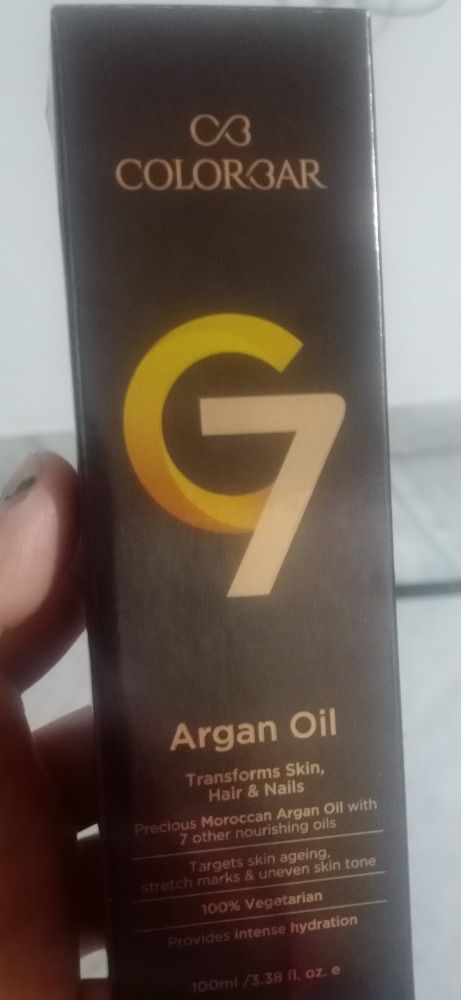 COLORBAR
G7
Argan Oil
Transforms Skin,
Hair & Nails
Precious Moroccan Argan Oil with
7 other nourishing oils
Targets skin ageing,
stretch marks & uneven skin tone
100% Vegetarian
Provides intense hydration
100ml /3.38 fl. oz. e